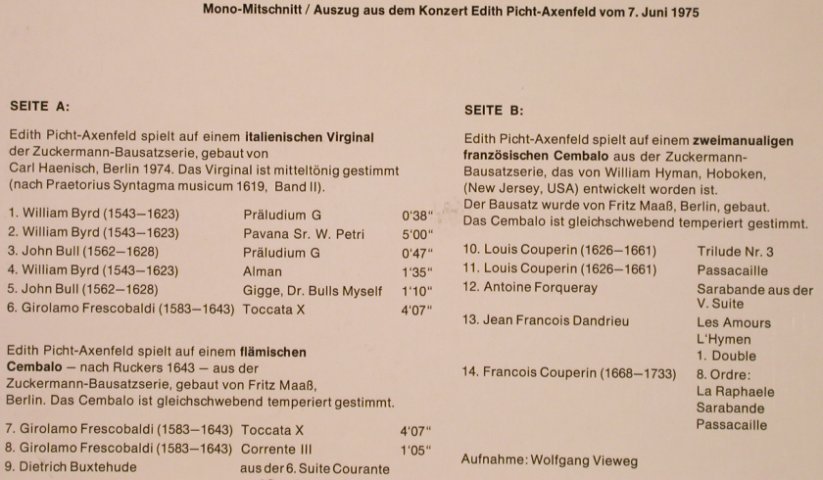 Mono-Mitschnitt / Auszug aus dem Konzert Edith Picht-Axenfeld vom 7. Juni 1975
SEITE A:
Edith Picht-Axenfeld spielt auf einem italienischen Virginal
der Zuckermann-Bausatzserie, gebaut von
Carl Haenisch, Berlin 1974. Das Virginal ist mitteltönig gestimmt
(nach Praetorius Syntagma musicum 1619, Band II).
1. William Byrd (1543—1623) Präludium G 0'38"
2. William Byrd (1543—1623) Pavana Sr. W. Petri 5'00"
3. John Bull (1562—1628) Präludium G 0'47"
4. William Byrd (1543—1623) Alman 1'35"
5. John Bull (1562—1628) Gigge, Dr. Bulls Myself 1'10"
6. Girolamo Frescobaldi (1583—1643) Toccata X 4'07"
Edith Picht-Axenfeld spielt auf einem flämischen
Cembalo — nach Ruckers 1643 — aus der
Zuckermann-Bausatzserie, gebaut von Fritz Maaß,
Berlin. Das Cembalo ist gleichschwebend temperiert gestimmt.
7. Girolamo Frescobaldi (1583—1643) Toccata X 4'07"
8. Girolamo Frescobaldi (1583—1643) Corrente III 1'05"
9. Dietrich Buxtehude aus der 6. Suite Courante
SEITE B:
Edith Picht-Axenfeld spielt auf einem zweimanualigen
französischen Cembalo aus der Zuckermann-
Bausatzserie, das von William Hyman, Hoboken,
(New Jersey, USA) entwickelt worden ist.
Der Bausatz wurde von Fritz Maaß, Berlin, gebaut.
Das Cembalo ist gleichschwebend temperiert gestimmt.
10. Louis Couperin (1626—1661) Trilude Nr. 3
11. Louis Couperin (1626—1661) Passacaille
12. Antoine Forqueray Sarabande aus der
V. Suite
13. Jean Francois Dandrieu Les Amours
L'Hymen
1. Double
14. Francois Couperin (1668—1733) 8. Ordre:
La Raphaele
Sarabande
Passacaille
Aufnahme: Wolfgang Vieweg